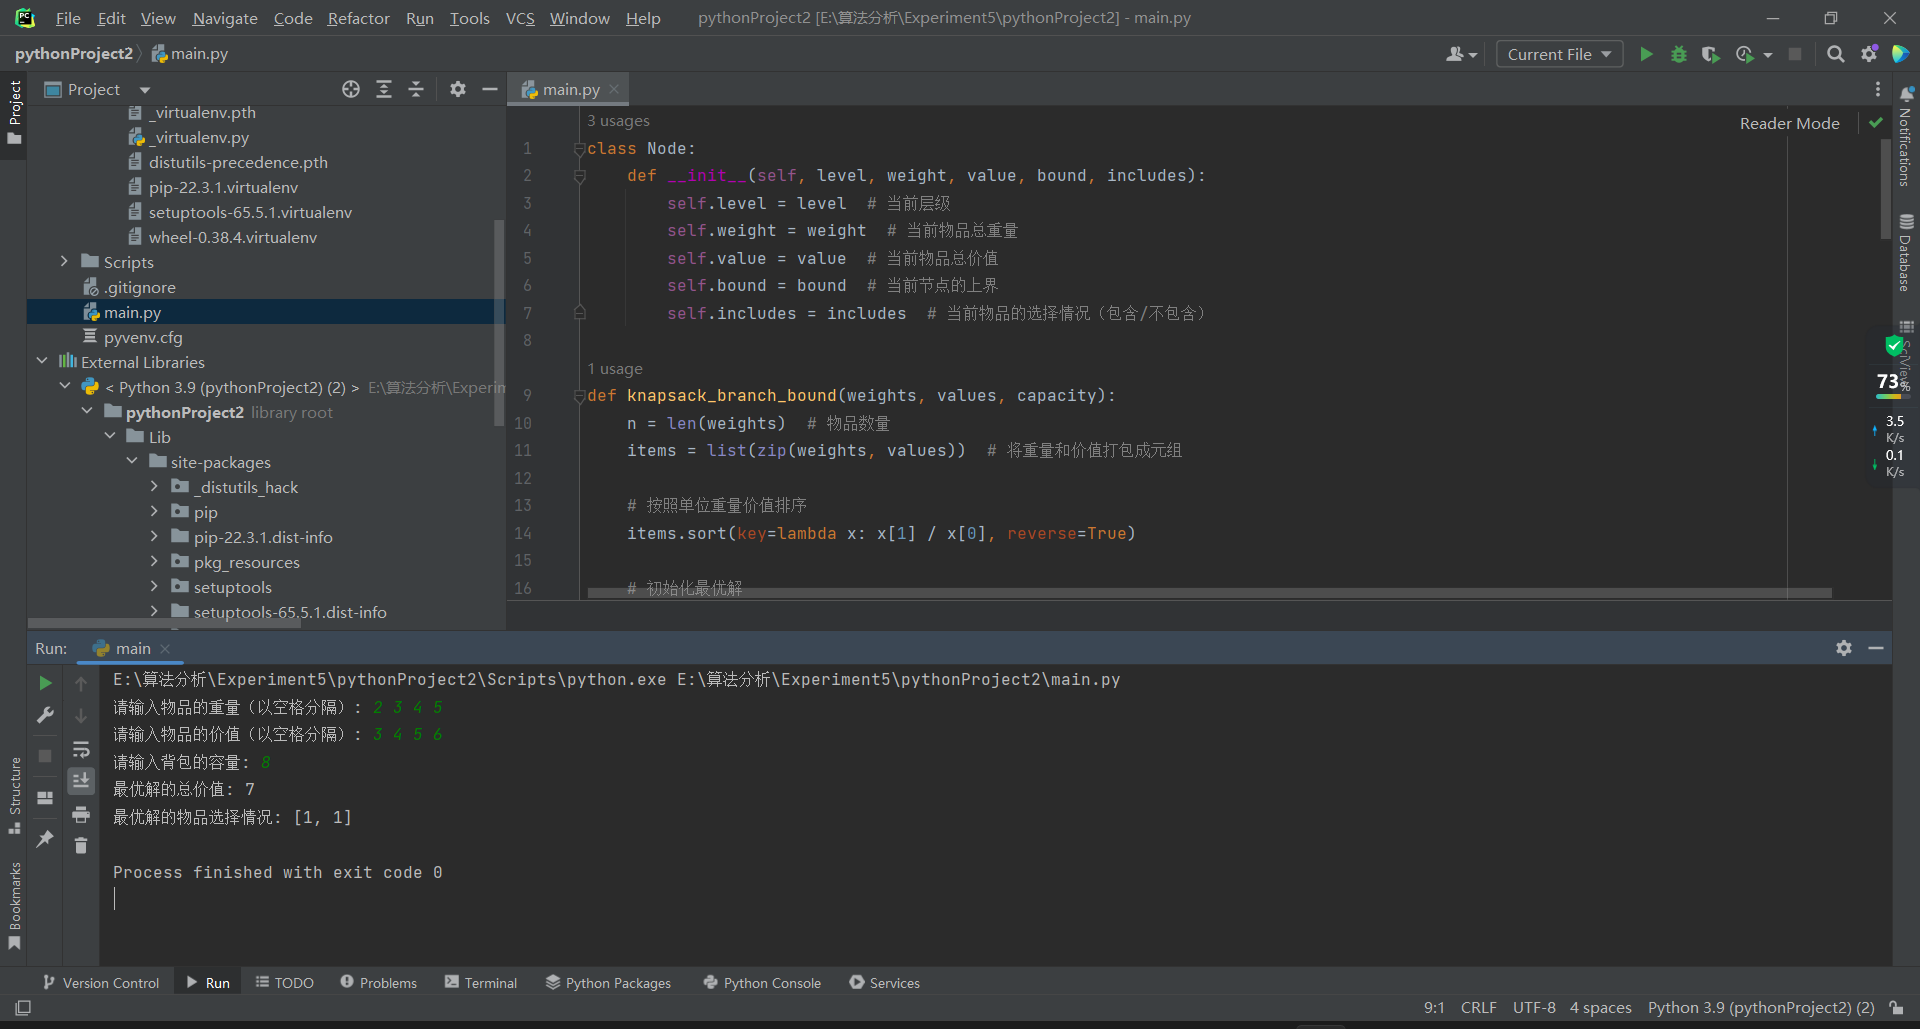 File Edit View Navigate Code Refactor Run Tools VCS Window Help pythonProject2 [E:\算法分析\Experiment5\pythonProject2] - main.py
pythonProject2 main.py
Current File
Project
Project
_virtualenv.pth
_virtualenv.py
distutils-precedence.pth
pip-22.3.1.virtualenv
setuptools-65.5.1.virtualenv
wheel-0.38.4.virtualenv
Scripts
.gitignore
main.py
pyvenv.cfg
External Libraries
< Python 3.9 (pythonProject2) (2) > E:\算法分析\Experim
pythonProject2 library root
Lib
site-packages
_distutils_hack
pip
pip-22.3.1.dist-info
pkg_resources
setuptools
setuptools-65.5.1.dist-info
main.py
3 usages
Reader Mode
1 class Node:
2 def __init__(self, level, weight, value, bound, includes):
3 self.level = level # 当前层级
4 self.weight = weight # 当前物品总重量
5 self.value = value # 当前物品总价值
6 self.bound = bound # 当前节点的上界
7 self.includes = includes # 当前物品的选择情况（包含/不包含）
8
1 usage
9 def knapsack_branch_bound(weights, values, capacity):
10 n = len(weights) # 物品数量
11 items = list(zip(weights, values)) # 将重量和价值打包成元组
12
13 # 按照单位重量价值排序
14 items.sort(key=lambda x: x[1] / x[0], reverse=True)
15
16 # 初始化最优解
Notifications
Database
SciView
73%
3.5
K/s
0.1
K/s
Run: main
E:\算法分析\Experiment5\pythonProject2\Scripts\python.exe E:\算法分析\Experiment5\pythonProject2\main.py
请输入物品的重量（以空格分隔）: 2 3 4 5
请输入物品的价值（以空格分隔）: 3 4 5 6
请输入背包的容量: 8
最优解的总价值: 7
最优解的物品选择情况: [1, 1]
Process finished with exit code 0
Structure
Bookmarks
Version Control Run TODO Problems Terminal Python Packages Python Console Services
9:1 CRLF UTF-8 4 spaces Python 3.9 (pythonProject2) (2)